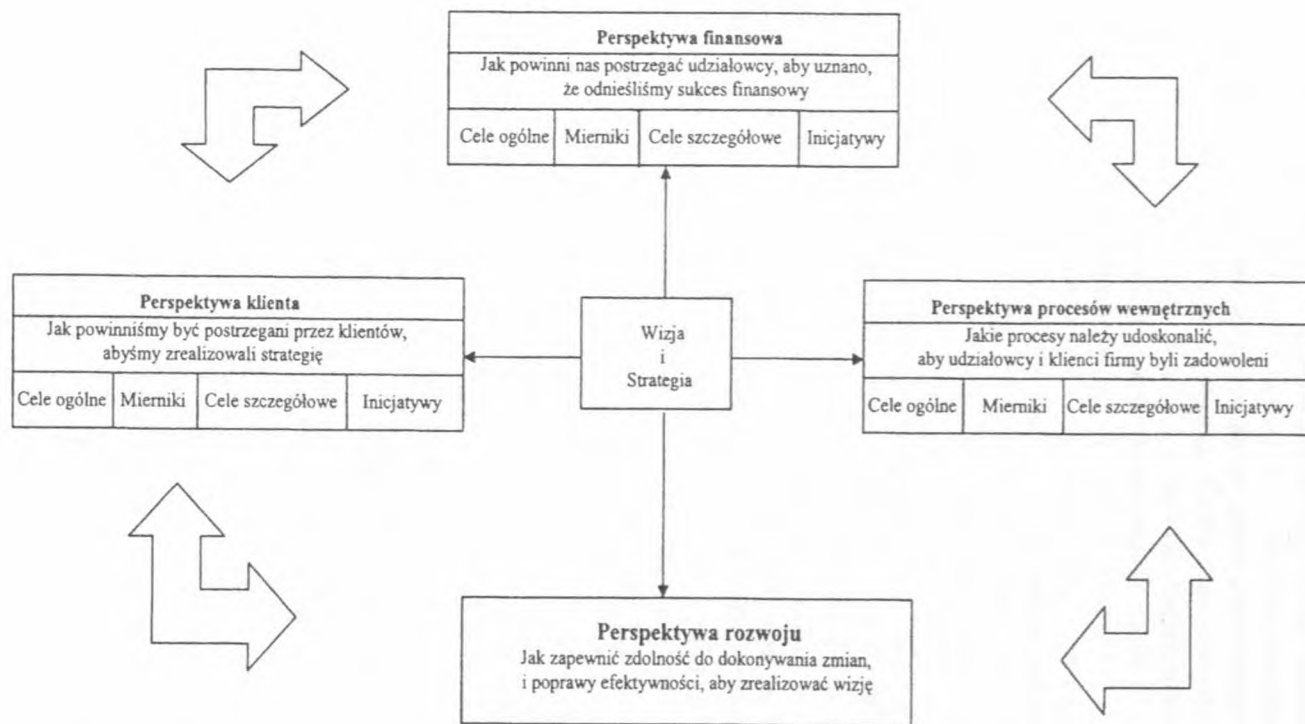 Perspektywa finansowa
Jak powinni nas postrzegać udziałowcy, aby uznano,
że odnieśliśmy sukces finansowy
Cele ogólne Mierniki Cele szczegółowe Inicjatywy
Perspektywa klienta
Jak powinniśmy być postrzegani przez klientów,
abyśmy zrealizowali strategię
Cele ogólne Mierniki Cele szczegółowe Inicjatywy
Wizja
i
Strategia
Perspektywa procesów wewnętrznych
Jakie procesy należy udoskonalić,
aby udziałowcy i klienci firmy byli zadowoleni
Cele ogólne Mierniki Cele szczegółowe Inicjatywy
Perspektywa rozwoju
Jak zapewnić zdolność do dokonywania zmian,
i poprawy efektywności, aby zrealizować wizję